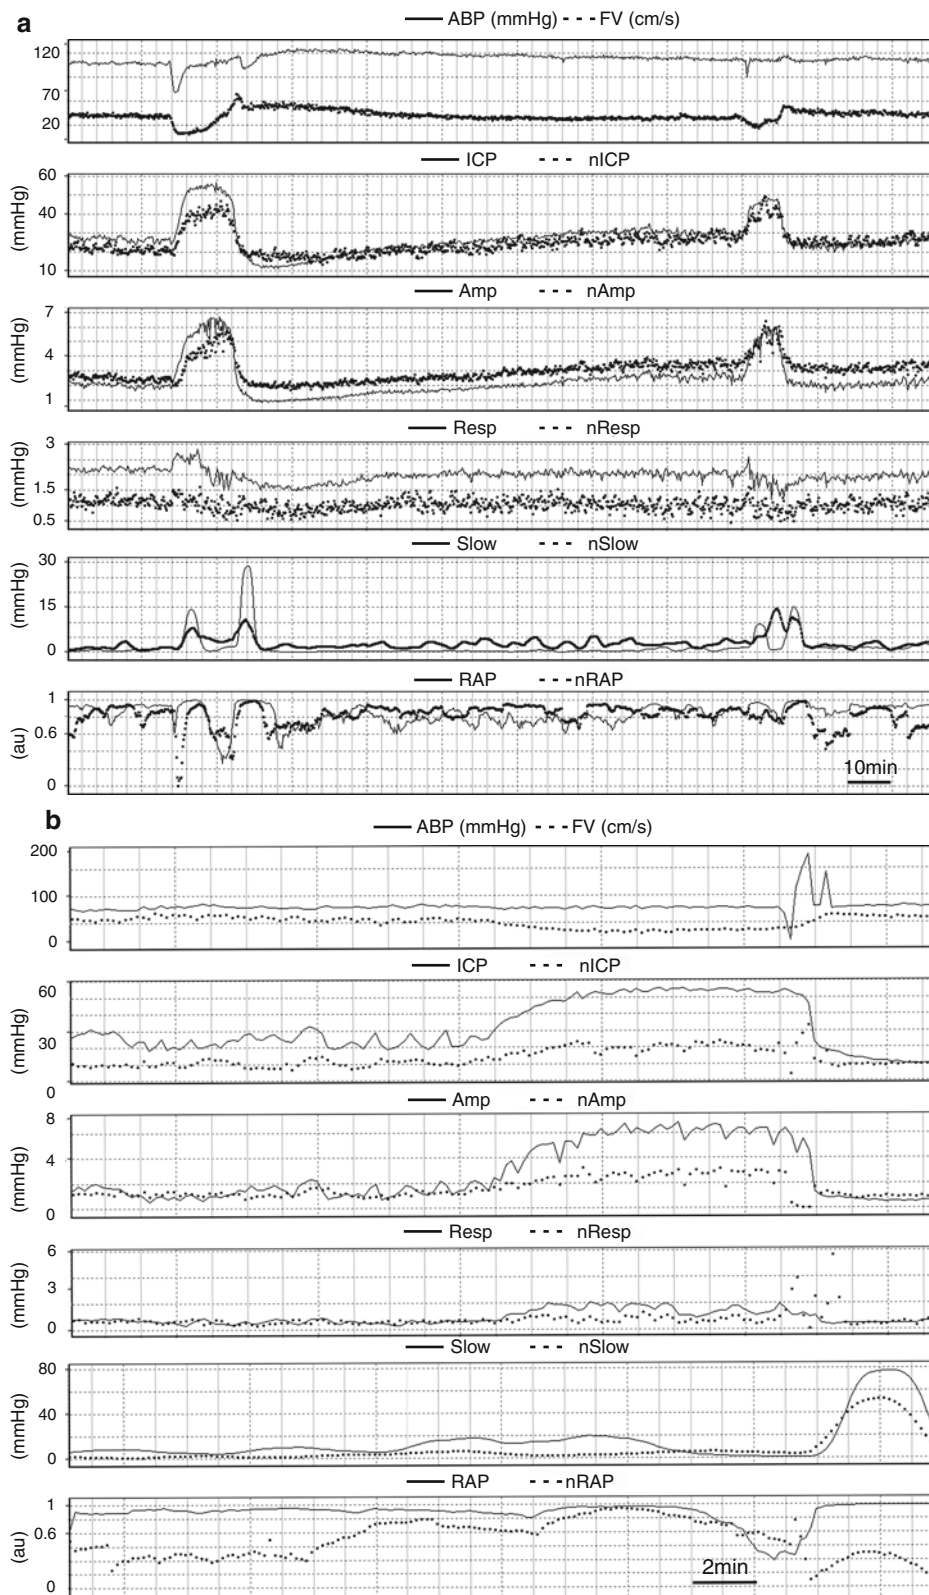 a
ABP (mmHg) FV (cm/s)
120
70
20
ICP nICP
(mmHg)
60
40
10
Amp nAmp
(mmHg)
7
4
1
Resp nResp
(mmHg)
3
1.5
0.5
Slow nSlow
(mmHg)
30
15
0
RAP nRAP
(au)
1
0.6
0
10min
b
ABP (mmHg) FV (cm/s)
200
100
0
ICP nICP
(mmHg)
60
30
0
Amp nAmp
(mmHg)
8
4
0
Resp nResp
(mmHg)
6
3
0
Slow nSlow
(mmHg)
80
40
0
RAP nRAP
(au)
1
0.6
0
2min